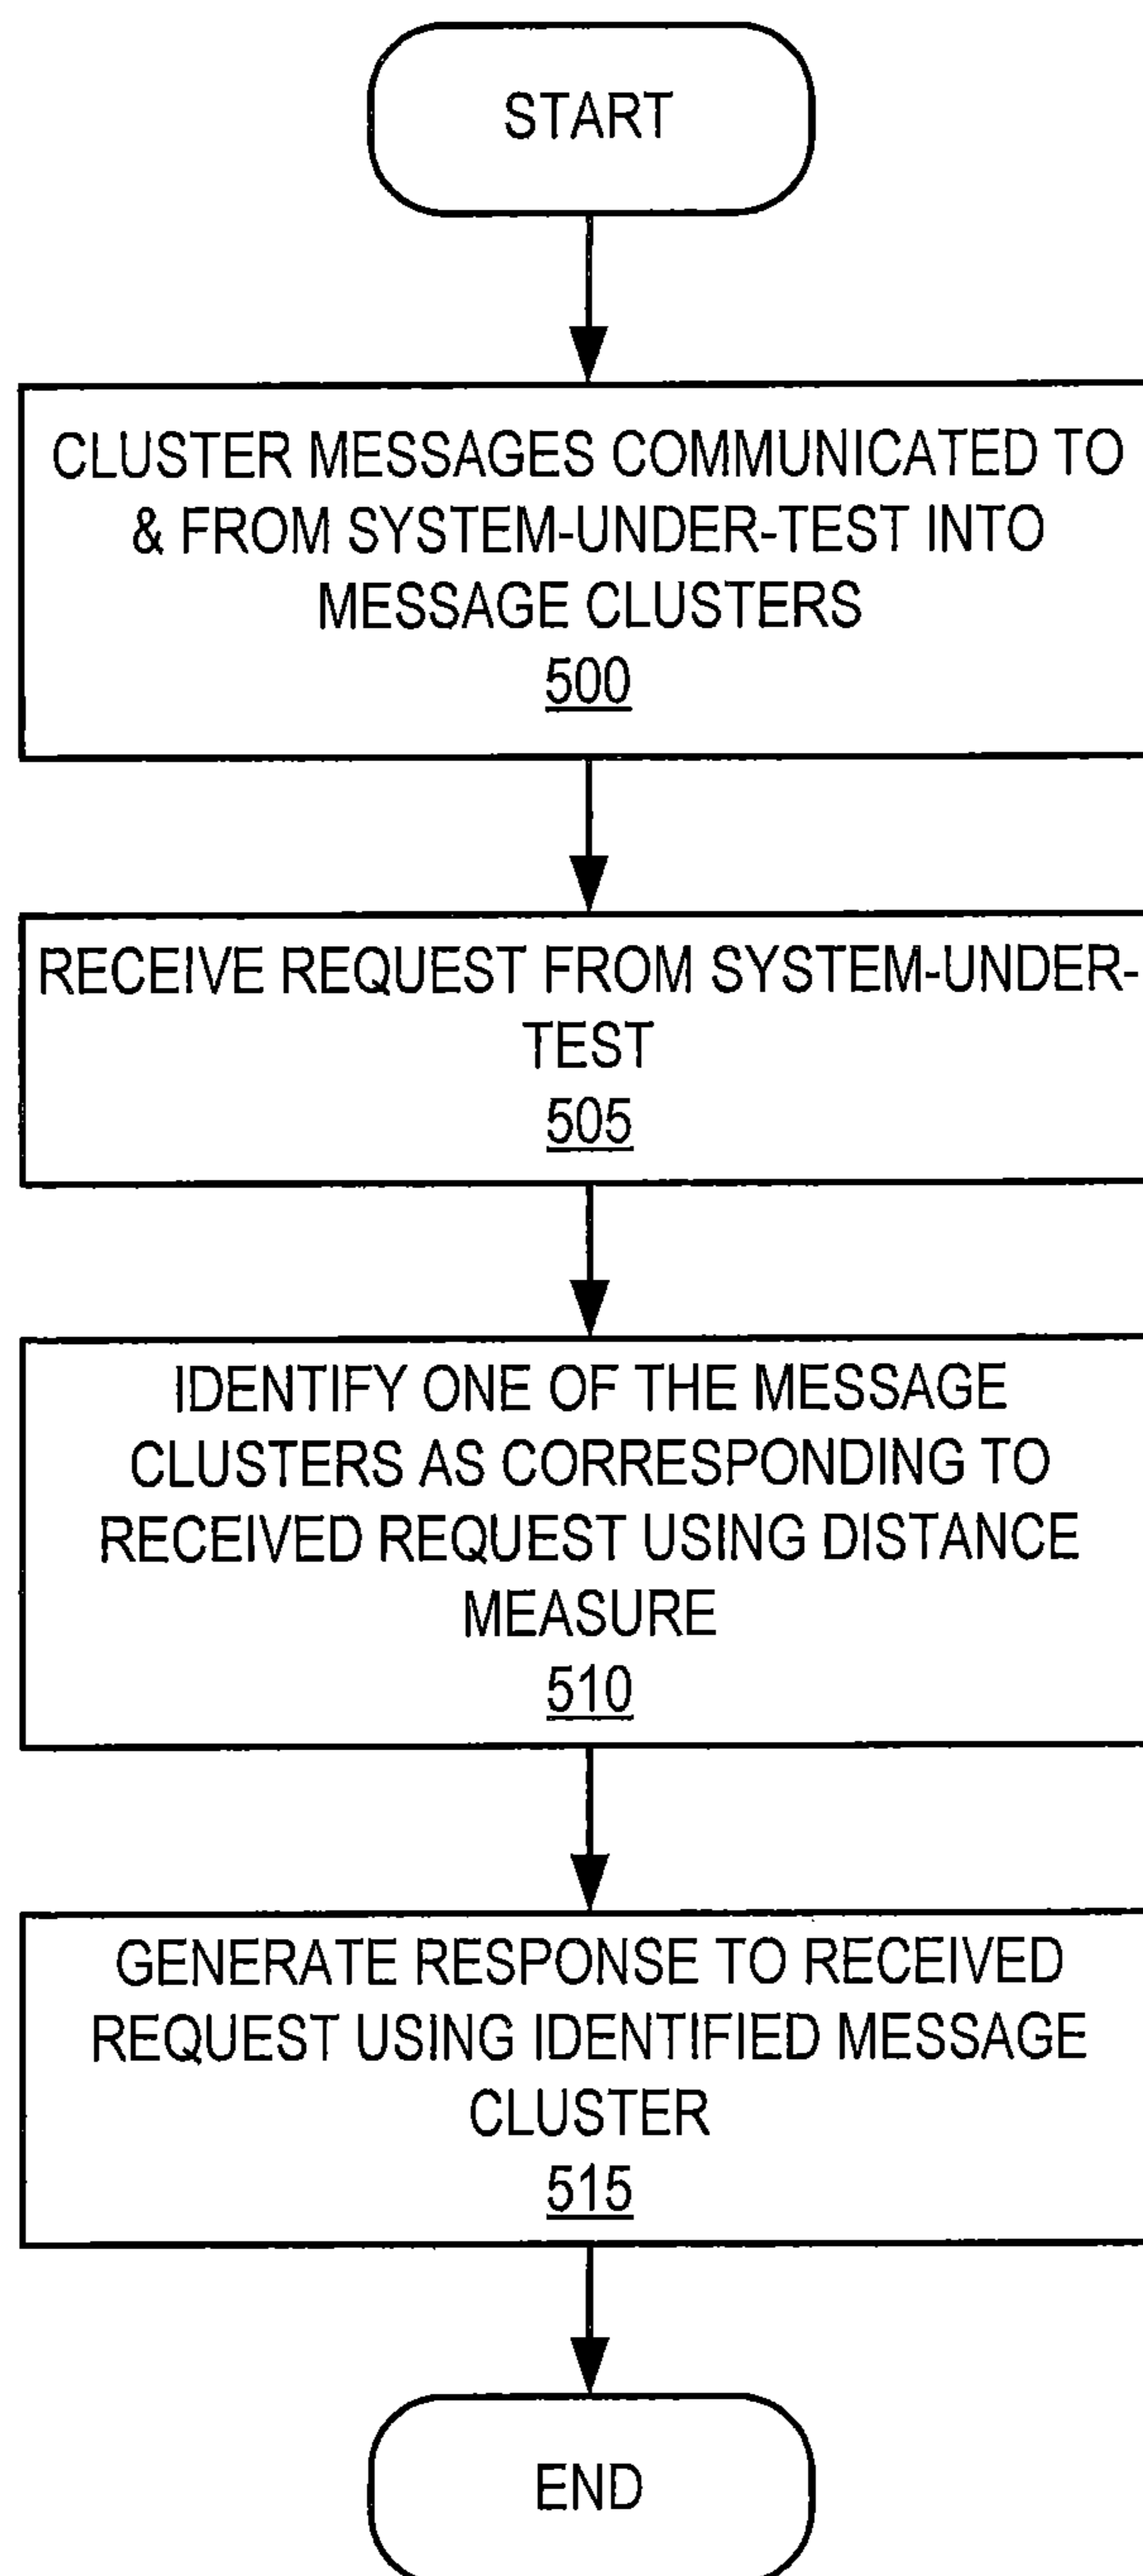 START
CLUSTER MESSAGES COMMUNICATED TO
& FROM SYSTEM-UNDER-TEST INTO
MESSAGE CLUSTERS
500
RECEIVE REQUEST FROM SYSTEM-UNDER-
TEST
505
IDENTIFY ONE OF THE MESSAGE
CLUSTERS AS CORRESPONDING TO
RECEIVED REQUEST USING DISTANCE
MEASURE
510
GENERATE RESPONSE TO RECEIVED
REQUEST USING IDENTIFIED MESSAGE
CLUSTER
515
END